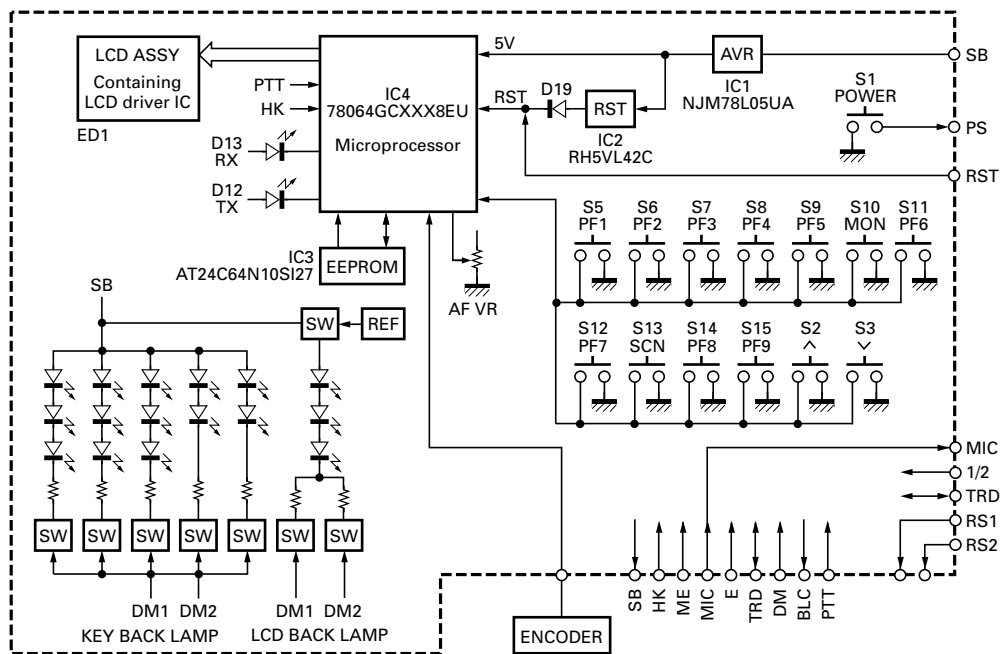 LCD ASSY
Containing
LCD driver IC
ED1
PTT
HK
D13
RX
D12
TX
IC4
78064GCXXX8EU
Microprocessor
5V
AVR
IC1
NJM78L05UA
SB
RST
D19
RST
IC2
RH5VL42C
S1
POWER
PS
RST
IC3
AT24C64N10SI27
EEPROM
AF VR
S5
PF1
S6
PF2
S7
PF3
S8
PF4
S9
PF5
S10
MON
S11
PF6
S12
PF7
S13
SCN
S14
PF8
S15
PF9
S2
S3
SB
SW
REF
SW
SW
SW
SW
SW
SW
SW
DM1
DM2
KEY BACK LAMP
DM1
DM2
LCD BACK LAMP
ENCODER
SB
HK
ME
MIC
E
TRD
DM
BLC
PTT
MIC
1/2
TRD
RS1
RS2